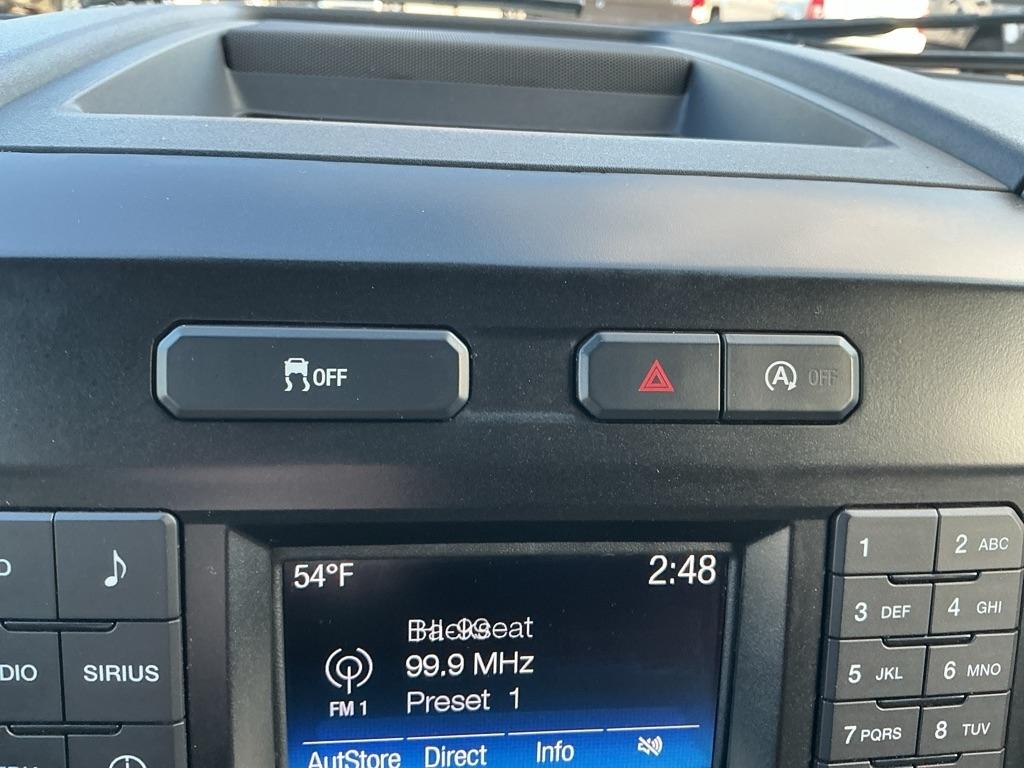 OFF
A OFF
54°F 2:48
99.9 MHz
FM 1
Preset 1
AutStore Direct Info
SIRIUS
1
2 ABC
3 DEF
4 GHI
5 JKL
6 MNO
7 PQRS
8 TUV